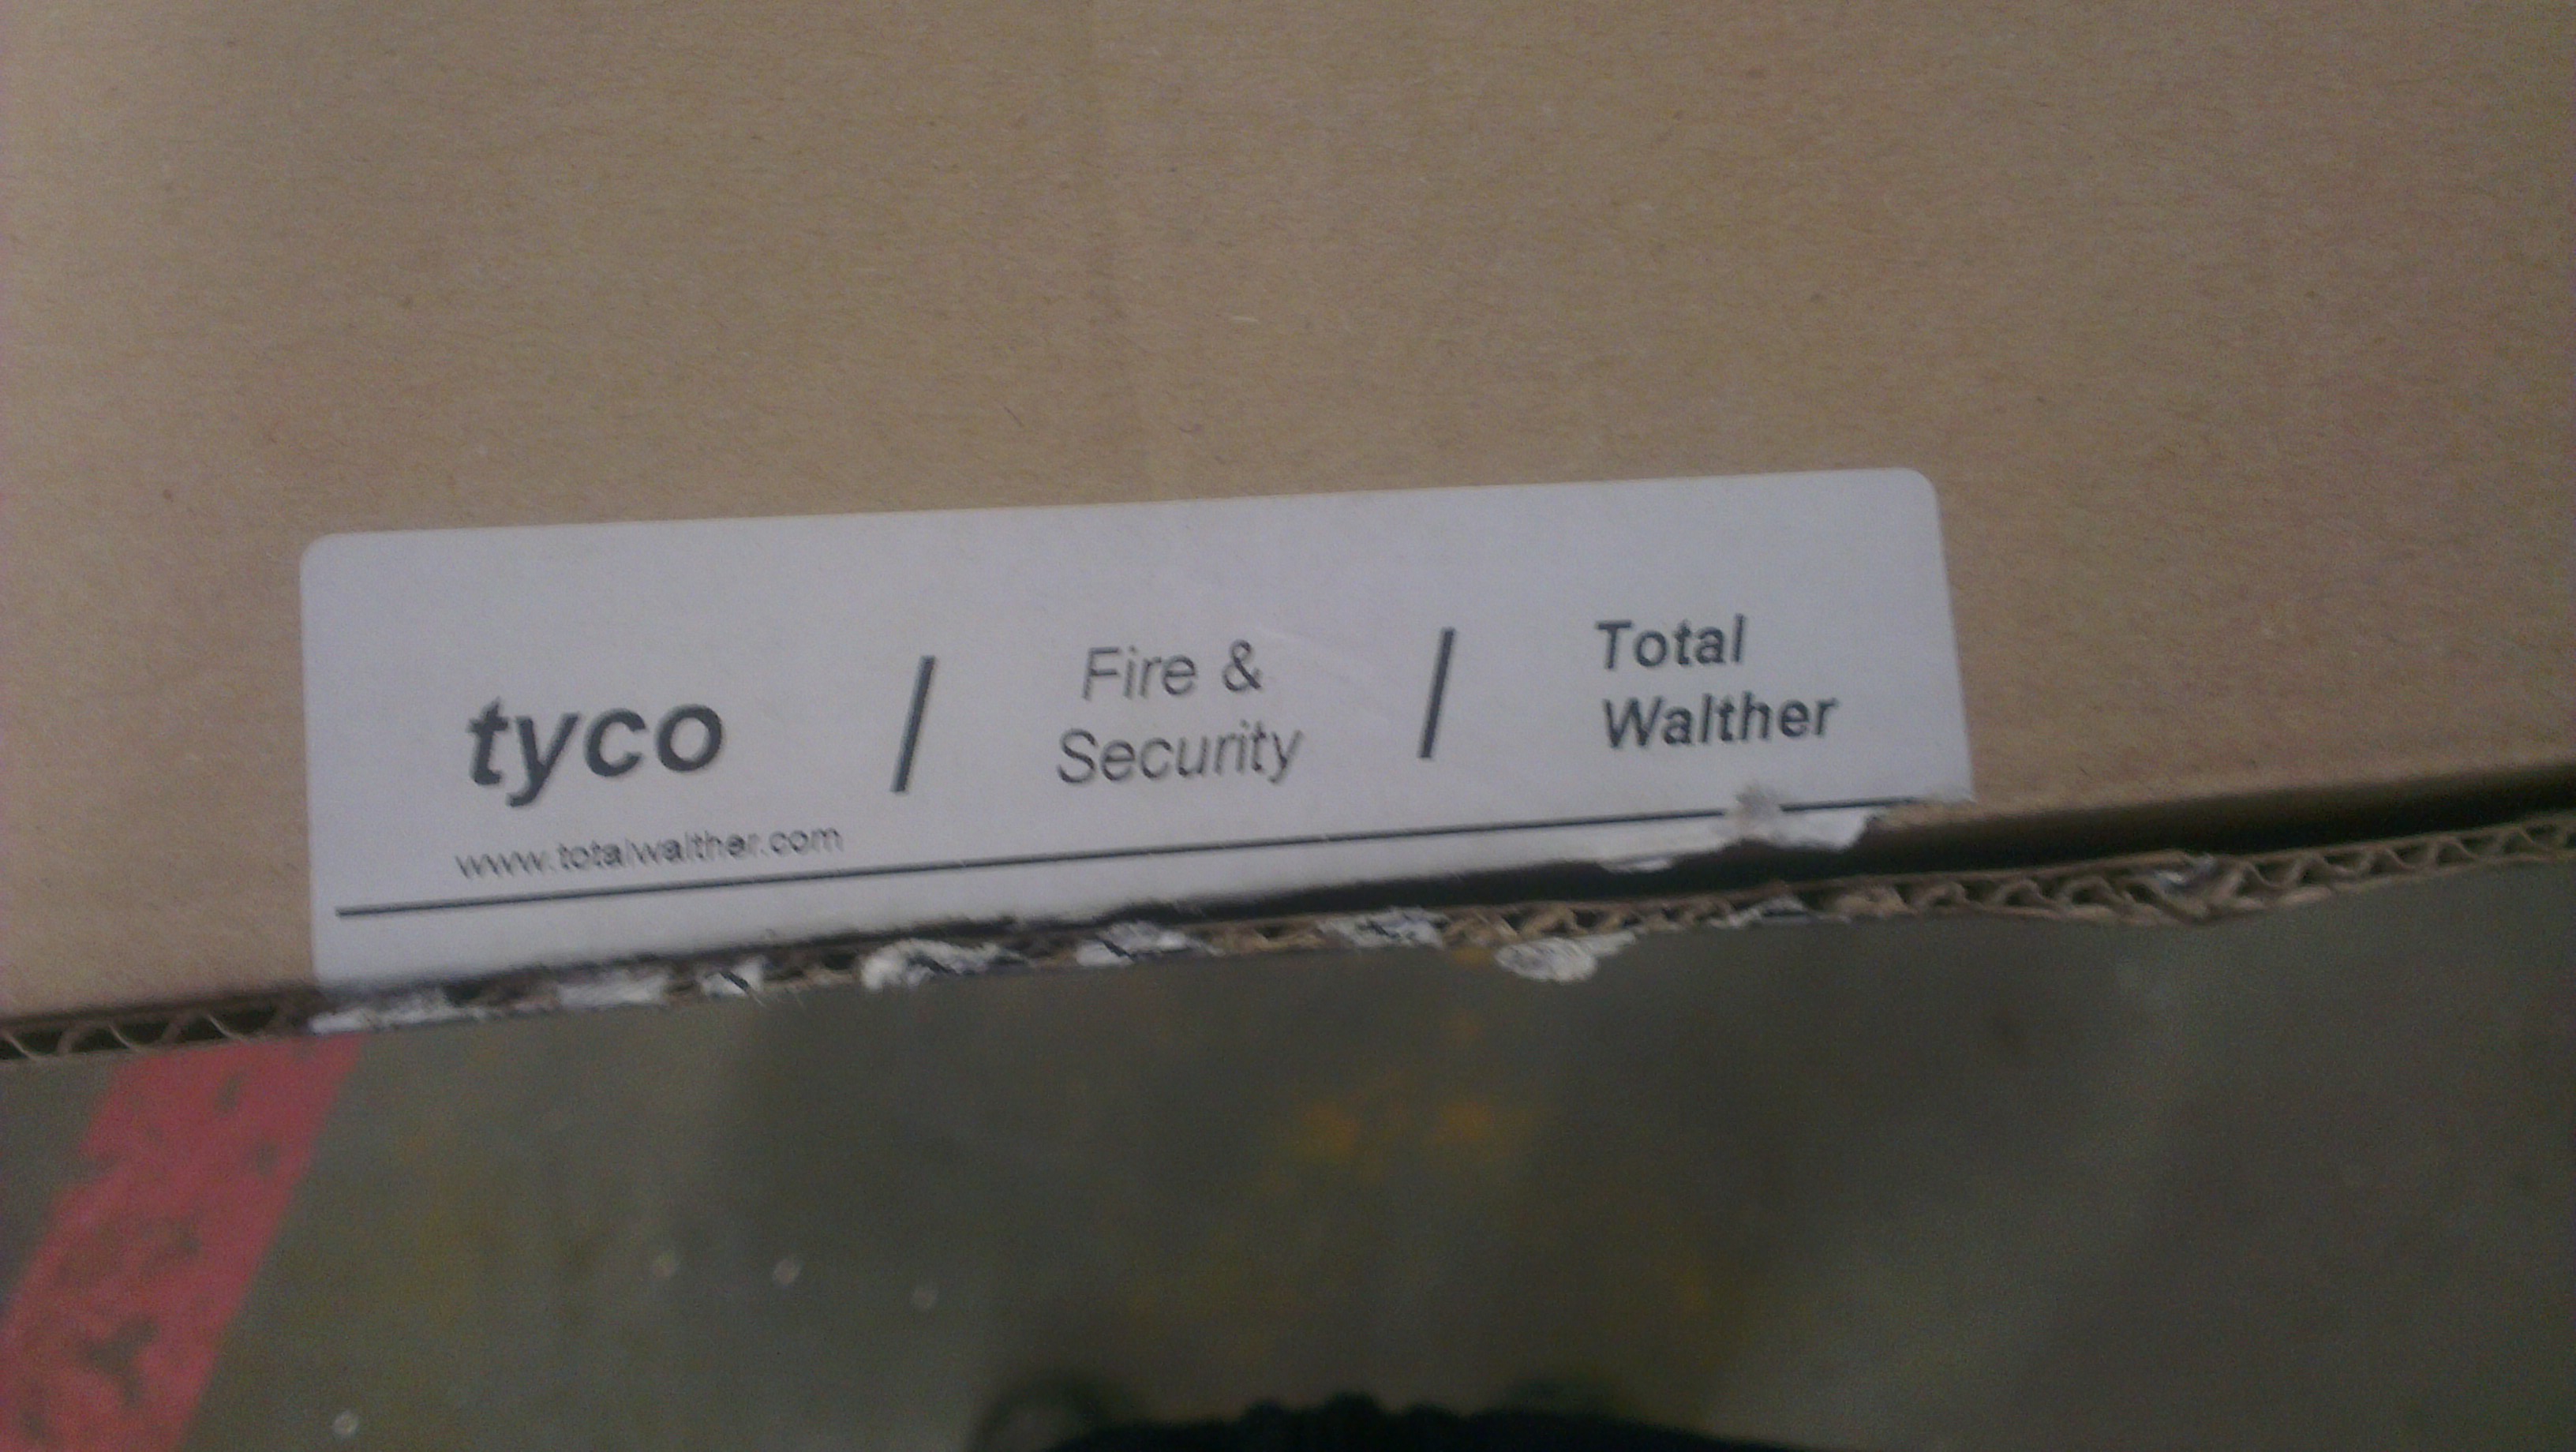 tyco / Fire & Security / Total Walther
www.totalwalther.com